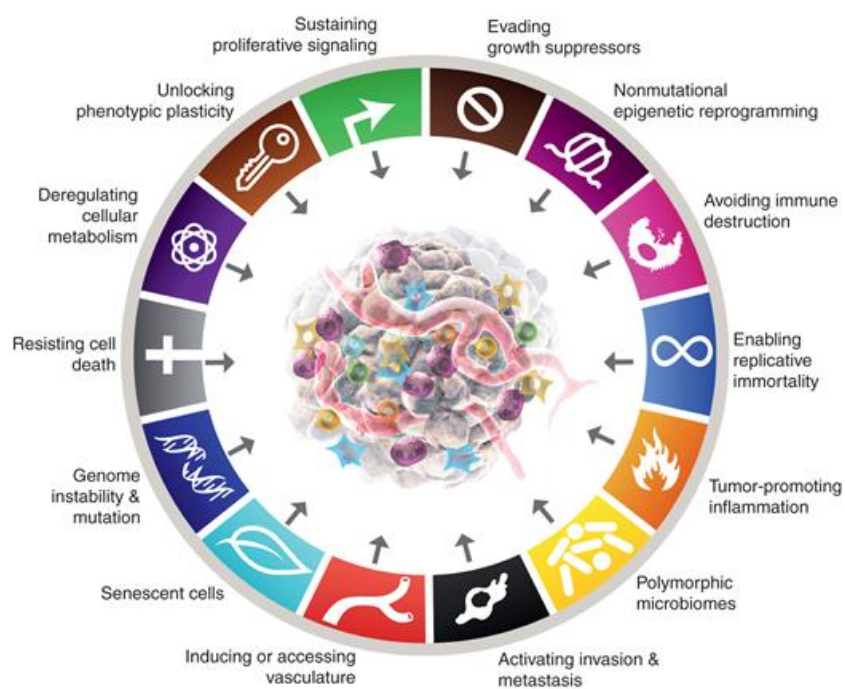 Sustaining
proliferative signaling
Evading
growth suppressors
Nonmutational
epigenetic reprogramming
Avoiding immune
destruction
Enabling
replicative
immortality
Tumor-promoting
inflammation
Polymorphic
microbiomes
Activating invasion &
metastasis
Inducing or accessing
vasculature
Senescent cells
Genome
instability &
mutation
Resisting cell
death
Deregulating
cellular
metabolism
Unlocking
phenotypic plasticity